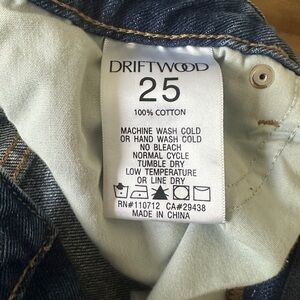 DRIFTWOOD
25
100% COTTON
MACHINE WASH COLD
OR HAND WASH COLD
NO BLEACH
NORMAL CYCLE
TUMBLE DRY
LOW TEMPERATURE
OR LINE DRY
RN#110712 CA#29438
MADE IN CHINA